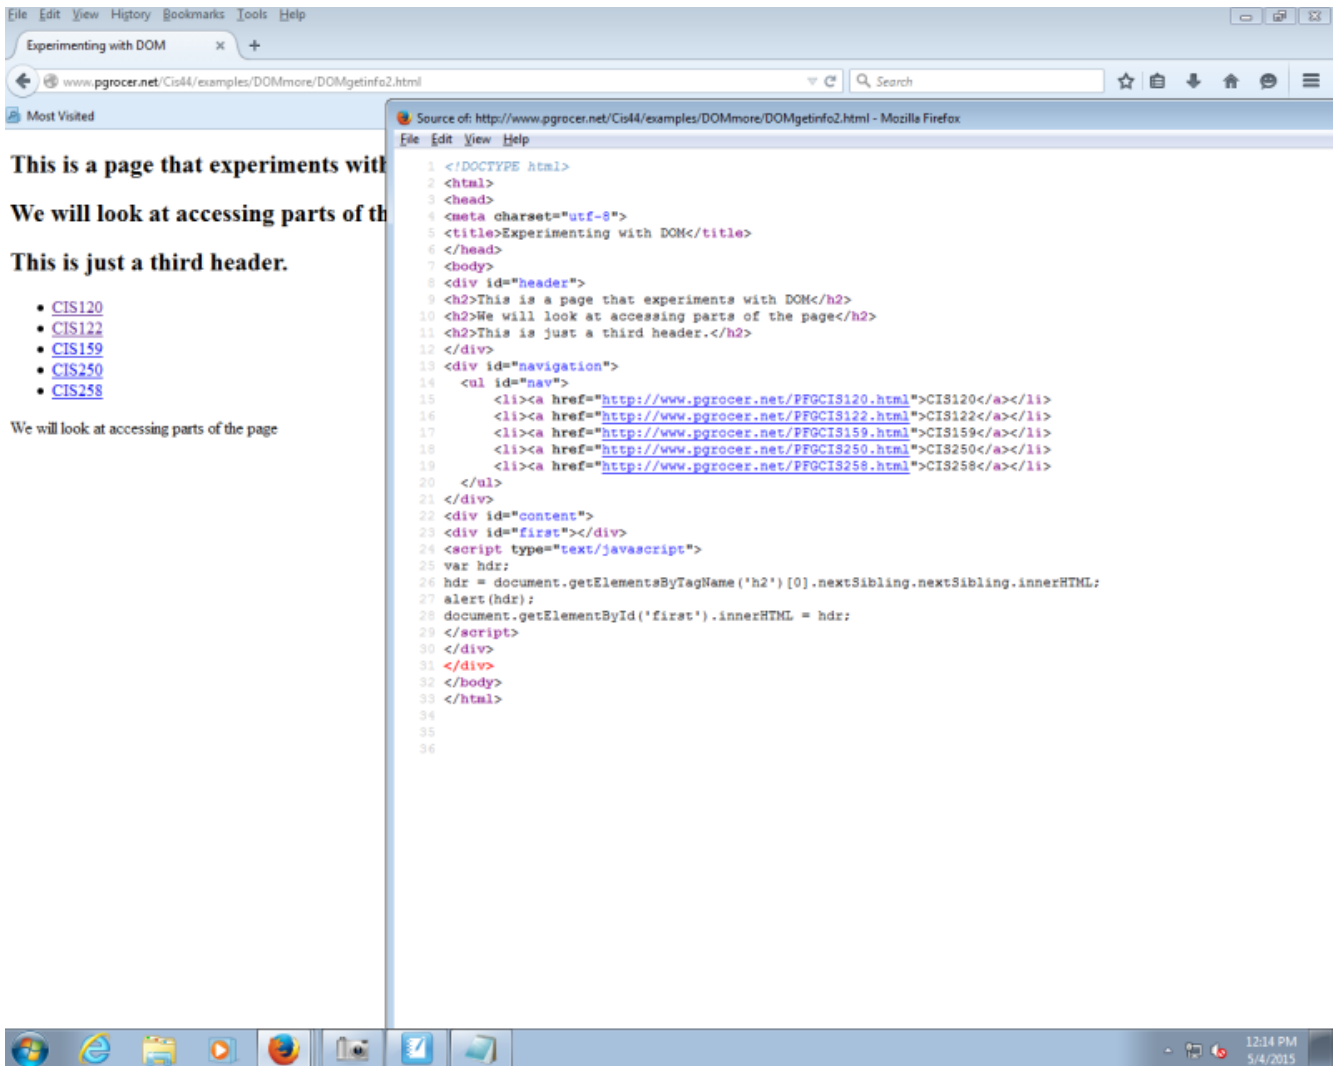 File Edit View History Bookmarks Tools Help
Experimenting with DOM × +
www.pgrocer.net/Cis44/examples/DOMmore/DOMgetinfo2.html Search
Most Visited
This is a page that experiments with
We will look at accessing parts of th
This is just a third header.
• CIS120
• CIS122
• CIS159
• CIS250
• CIS258
We will look at accessing parts of the page
Source of: http://www.pgrocer.net/Cis44/examples/DOMmore/DOMgetinfo2.html - Mozilla Firefox
File Edit View Help
1 <!DOCTYPE html>
2 <html>
3 <head>
4 <meta charset="utf-8">
5 <title>Experimenting with DOM</title>
6 </head>
7 <body>
8 <div id="header">
9 <h2>This is a page that experiments with DOM</h2>
10 <h2>We will look at accessing parts of the page</h2>
11 <h2>This is just a third header.</h2>
12 </div>
13 <div id="navigation">
14 <ul id="nav">
15 <li><a href="http://www.pgrocer.net/PFGCIS120.html">CIS120</a></li>
16 <li><a href="http://www.pgrocer.net/PFGCIS122.html">CIS122</a></li>
17 <li><a href="http://www.pgrocer.net/PFGCIS159.html">CIS159</a></li>
18 <li><a href="http://www.pgrocer.net/PFGCIS250.html">CIS250</a></li>
19 <li><a href="http://www.pgrocer.net/PFGCIS258.html">CIS258</a></li>
20 </ul>
21 </div>
22 <div id="content">
23 <div id="first"></div>
24 <script type="text/javascript">
25 var hdr;
26 hdr = document.getElementsByTagName('h2')[0].nextSibling.nextSibling.innerHTML;
27 alert(hdr);
28 document.getElementById('first').innerHTML = hdr;
29 </script>
30 </div>
31 </div>
32 </body>
33 </html>
34
35
36
12:14 PM
5/4/2015